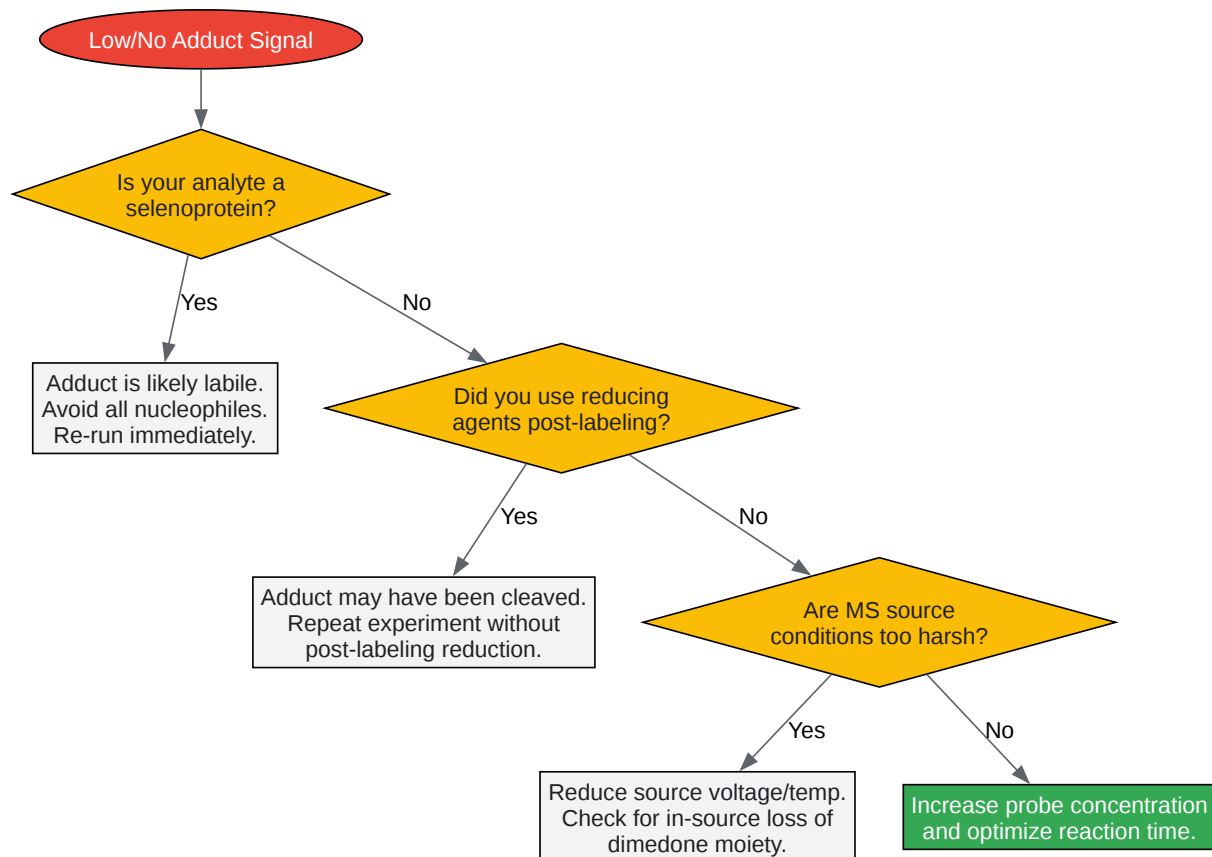 Low/No Adduct Signal
Is your analyte a
selenoprotein?
Yes
No
Adduct is likely labile.
Avoid all nucleophiles.
Re-run immediately.
Did you use reducing
agents post-labeling?
Yes
No
Adduct may have been cleaved.
Repeat experiment without
post-labeling reduction.
Are MS source
conditions too harsh?
Yes
No
Reduce source voltage/temp.
Check for in-source loss of
dimedone moiety.
Increase probe concentration
and optimize reaction time.